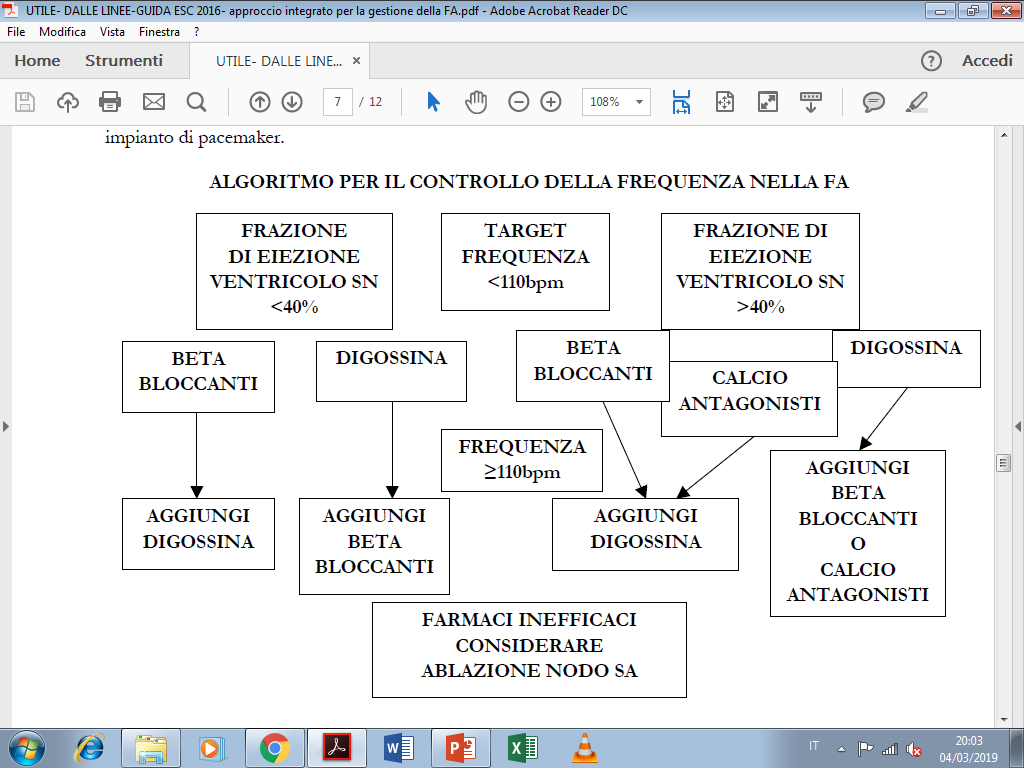 UTILE- DALLE LINEE-GUIDA ESC 2016- approccio integrato per la gestione della FA.pdf - Adobe Acrobat Reader DC
File Modifica Vista Finestra ?
Home Strumenti UTILE- DALLE LINE... × ? Accedi
7 / 12 108%
impianto di pacemaker.
ALGORITMO PER IL CONTROLLO DELLA FREQUENZA NELLA FA
FRAZIONE
DI EIEZIONE
VENTRICOLO SN
<40%
TARGET
FREQUENZA
<110bpm
FRAZIONE DI
EIEZIONE
VENTRICOLO SN
>40%
BETA
BLOCCANTI
DIGOSSINA
BETA
BLOCCANTI
CALCIO
ANTAGONISTI
DIGOSSINA
FREQUENZA
≥110bpm
AGGIUNGI
DIGOSSINA
AGGIUNGI
BETA
BLOCCANTI
AGGIUNGI
DIGOSSINA
AGGIUNGI
BETA
BLOCCANTI
O
CALCIO
ANTAGONISTI
FARMACI INEFFICACI
CONSIDERARE
ABLAZIONE NODO SA
IT
20:03
04/03/2019